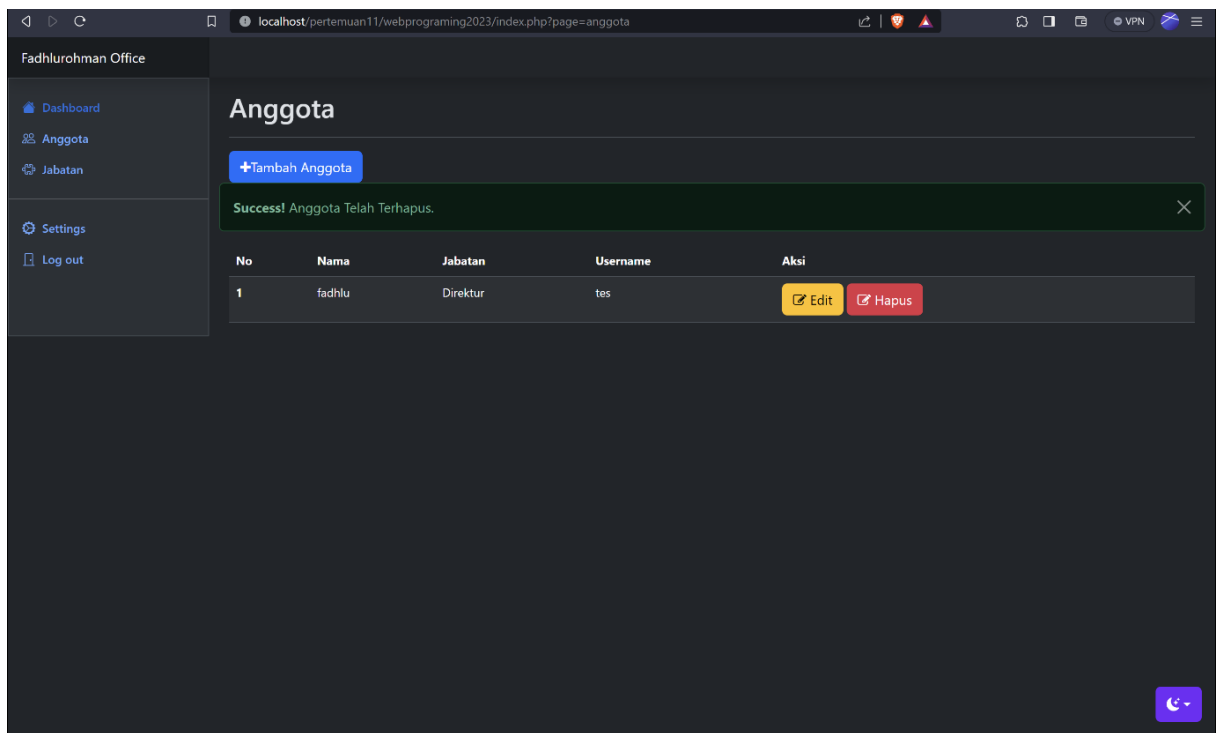 localhost/pertemuan11/webprograming2023/index.php?page=anggota
VPN
Fadhlurohman Office
Dashboard
Anggota
Jabatan
Settings
Log out
Anggota
+Tambah Anggota
Success! Anggota Telah Terhapus.
No Nama Jabatan Username Aksi
1 fadhlu Direktur tes Edit Hapus